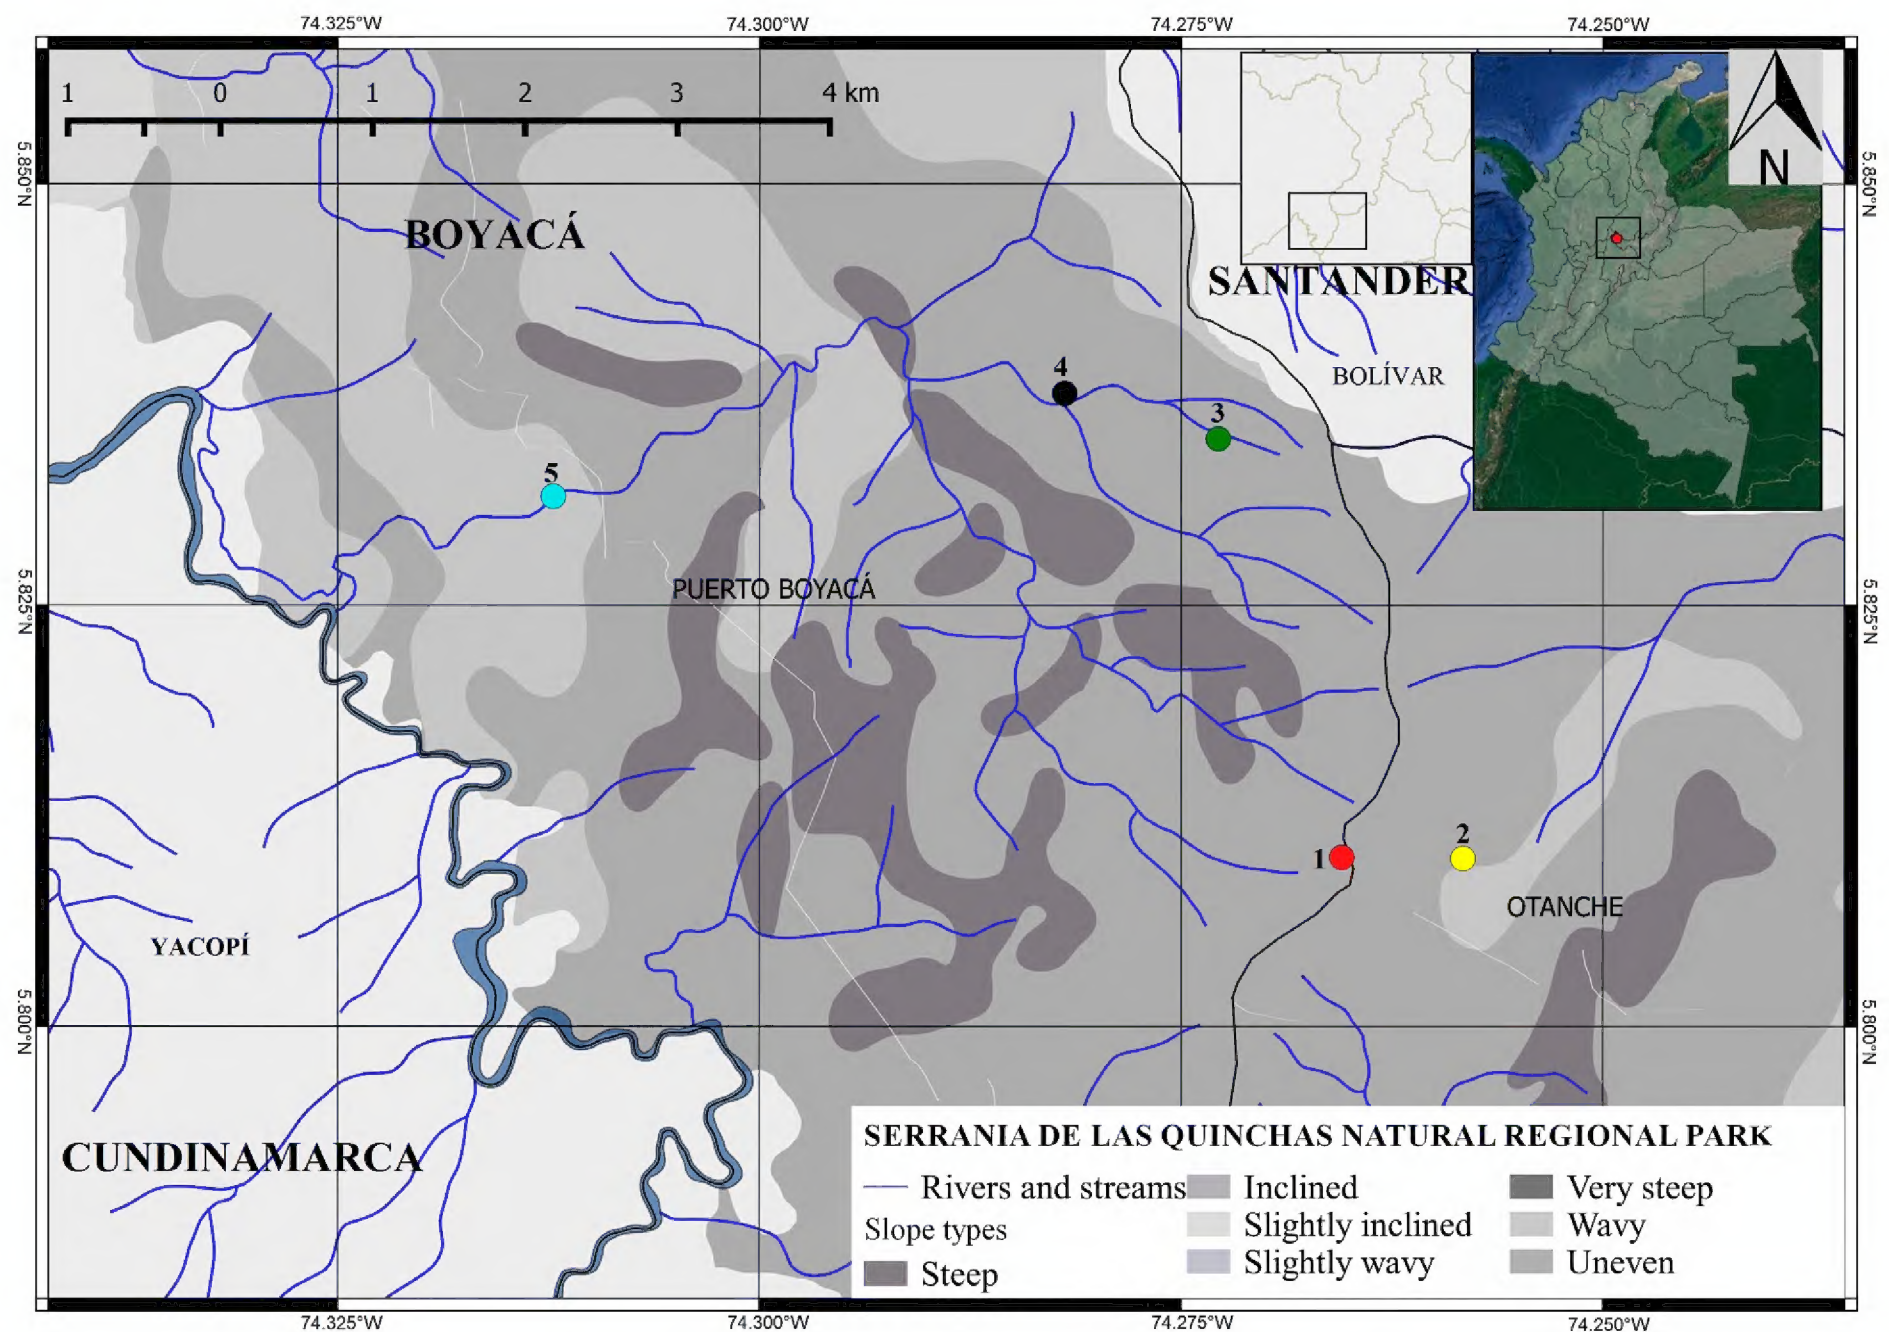 74.325°W 74.300°W 74.275°W 74.250°W
1 0 1 2 3 4 km
N
5.850°N 5.850°N
BOYACÁ
SANTANDER
BOLÍVAR
4
3
5
PUERTO BOYACÁ
5.825°N 5.825°N
1
2
OTANCHE
YACOPÍ
5.800°N 5.800°N
CUNDINAMARCA
SERRANIA DE LAS QUINCHAS NATURAL REGIONAL PARK
Rivers and streams
Slope types
Steep
Inclined
Slightly inclined
Slightly wavy
Very steep
Wavy
Uneven
74.325°W 74.300°W 74.275°W 74.250°W